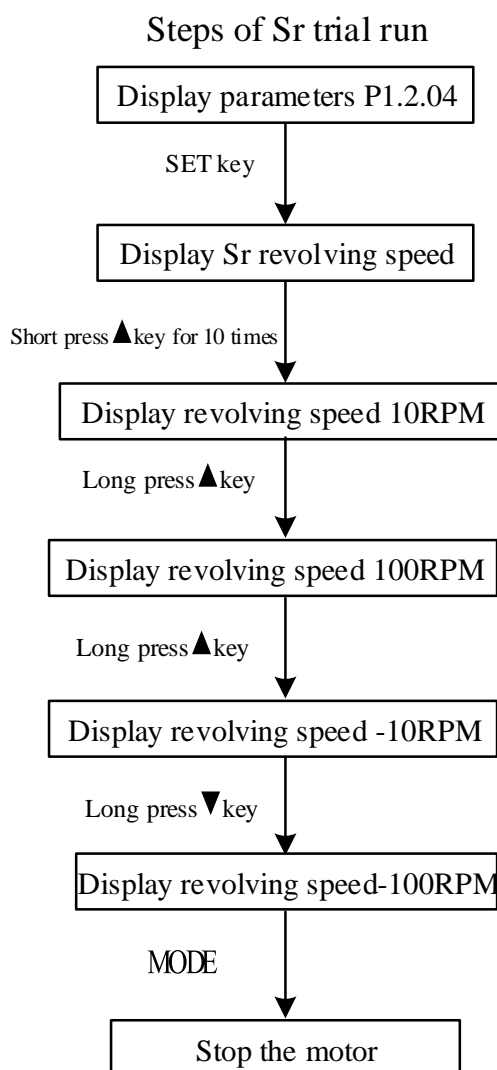 Steps of Sr trial run
Display parameters P1.2.04
SET key
Display Sr revolving speed
Short press▲key for 10 times
Display revolving speed 10RPM
Long press▲key
Display revolving speed 100RPM
Long press▲key
Display revolving speed -10RPM
Long press▼key
Display revolving speed-100RPM
MODE
Stop the motor